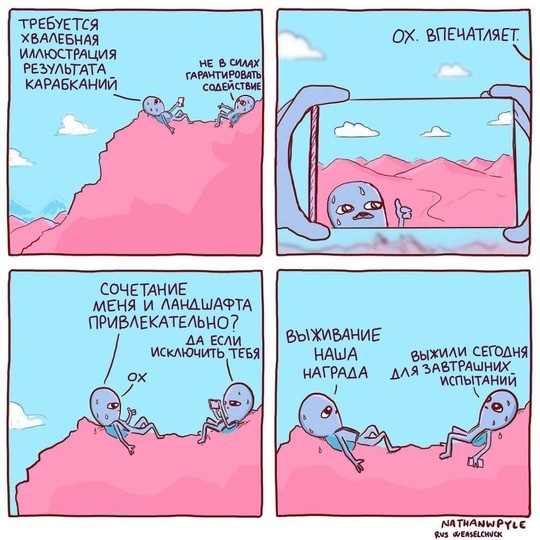 ТРЕБУЕТСЯ
ХВАЛЕБНАЯ
ИЛЛЮСТРАЦИЯ
РЕЗУЛЬТАТА
КАРАБКАНИЙ
НЕ В СИЛАХ
ГАРАНТИРОВАТЬ
СОДЕЙСТВИЕ
ОХ. ВПЕЧАТЛЯЕТ.
СОЧЕТАНИЕ
МЕНЯ И ЛАНДШАФТА
ПРИВЛЕКАТЕЛЬНО?
ДА ЕСЛИ
ИСКЛЮЧИТЬ ТЕБЯ
ОХ
ВЫЖИВАНИЕ
НАША
НАГРАДА
ВЫЖИЛИ СЕГОДНЯ
ДЛЯ ЗАВТРАШНИХ
ИСПЫТАНИЙ
NATHANWPYLE
RUS WEASELCHUCK